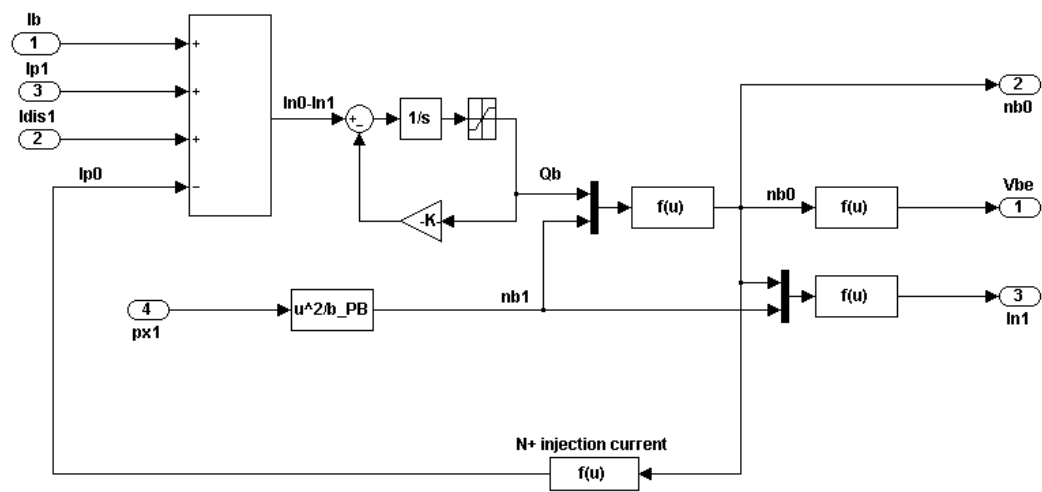 Ib
1
+
Ip1
3
+
In0-In1
Idis1
2
+
+
−
1/s
Ip0
−
2
nb0
Qb
-K-
f(u)
nb0
f(u)
Vbe
1
4
px1
u^2/b_PB
nb1
f(u)
3
In1
N+ injection current
f(u)